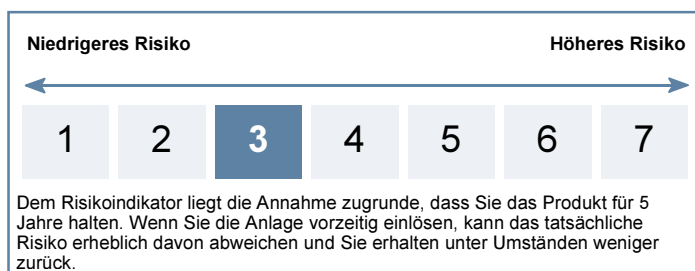 Niedrigeres Risiko Höheres Risiko
1 2 3 4 5 6 7
Dem Risikoindikator liegt die Annahme zugrunde, dass Sie das Produkt für 5
Jahre halten. Wenn Sie die Anlage vorzeitig einlösen, kann das tatsächliche
Risiko erheblich davon abweichen und Sie erhalten unter Umständen weniger
zurück.